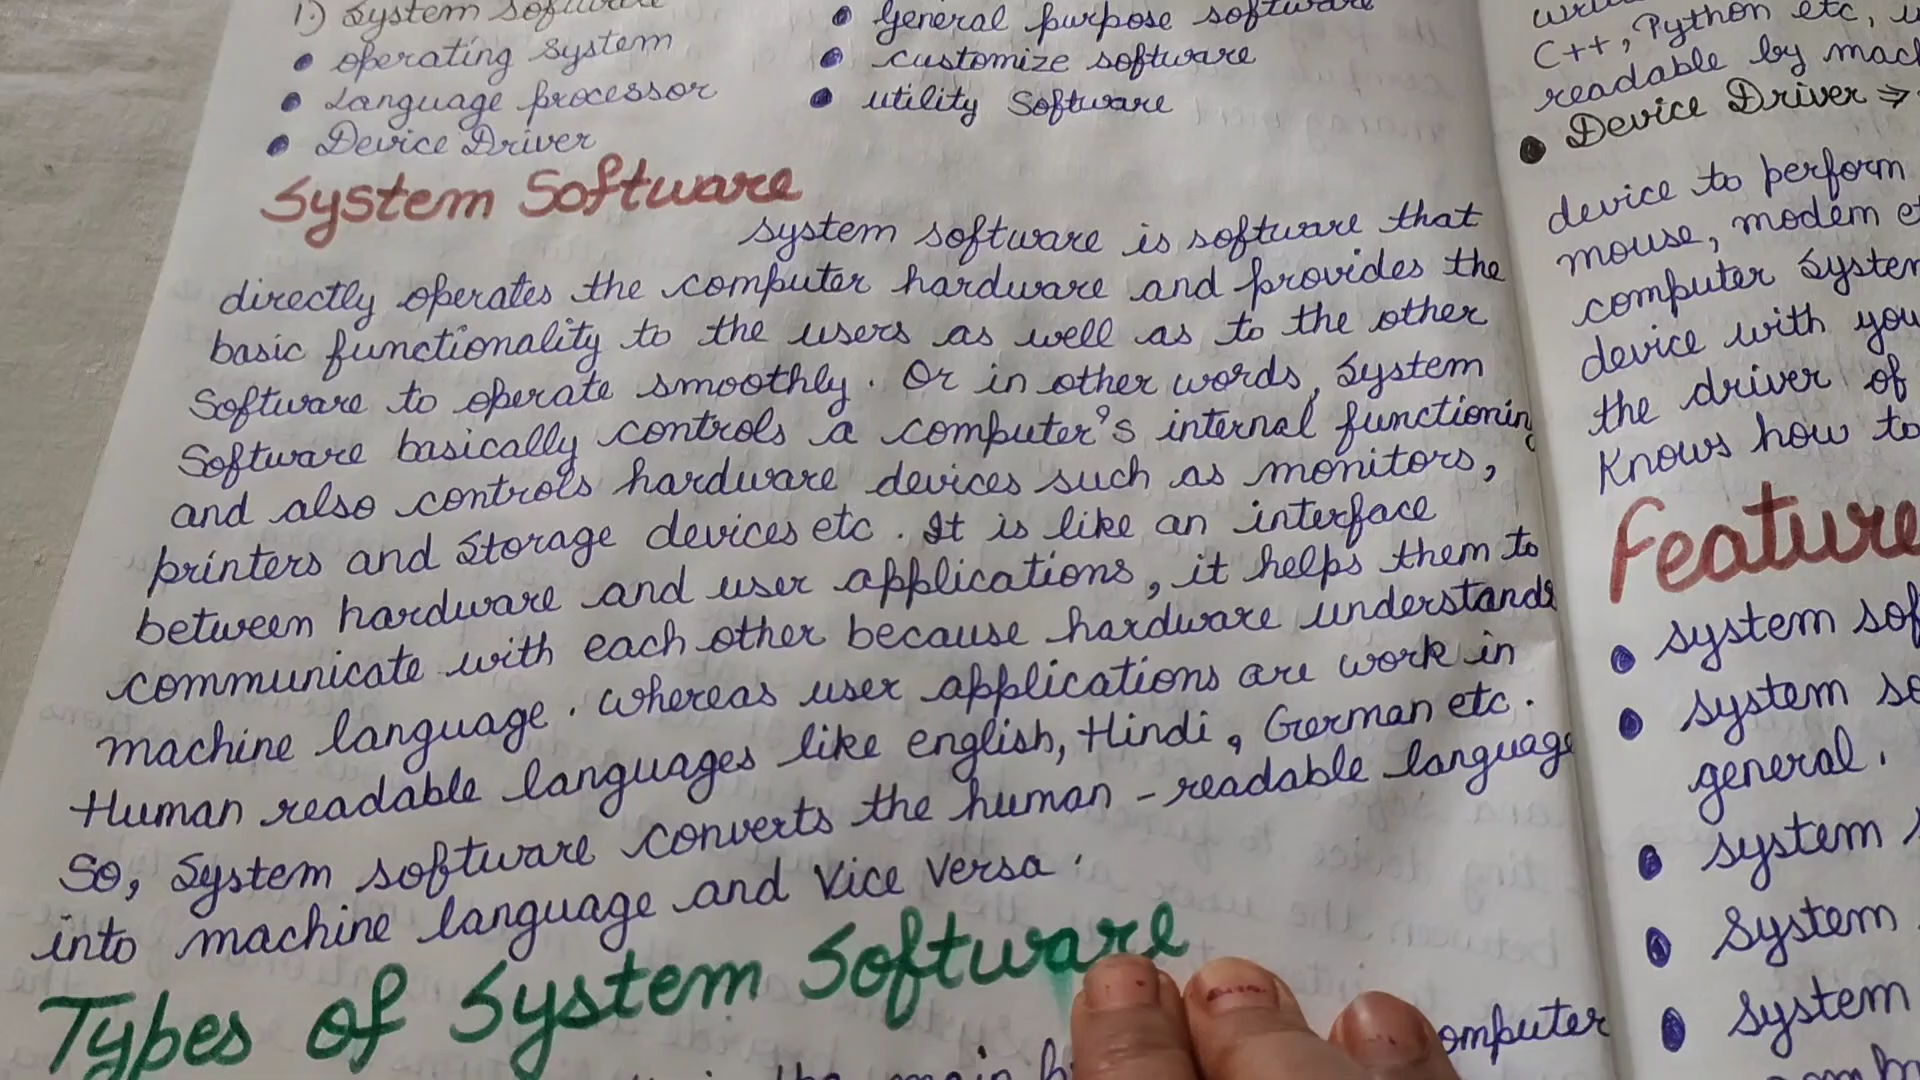 1.) System Software
• operating system
• Language processor
• Device Driver
• General purpose software
• customize software
• utility Software
System Software
system software is software that
directly operates the computer hardware and provides the
basic functionality to the users as well as to the other
Software to operate smoothly. Or in other words, System
Software basically controls a computer's internal functioning
and also controls hardware devices such as monitors,
printers and Storage devices etc. It is like an interface
between hardware and user applications, it helps them to
communicate with each other because hardware understands
machine language. whereas user applications are work in
Human readable languages like english, Hindi, German etc.
So, System software converts the human-readable language
into machine language and Vice Versa.
Types of System Software
the main
omputer
C++, Python etc,
readable by
• Device Driver ⇒
device to perform
mouse, modem
computer System
device with
the driver of
Knows how to
Feature
• system
• system
general.
• system
• System
• System